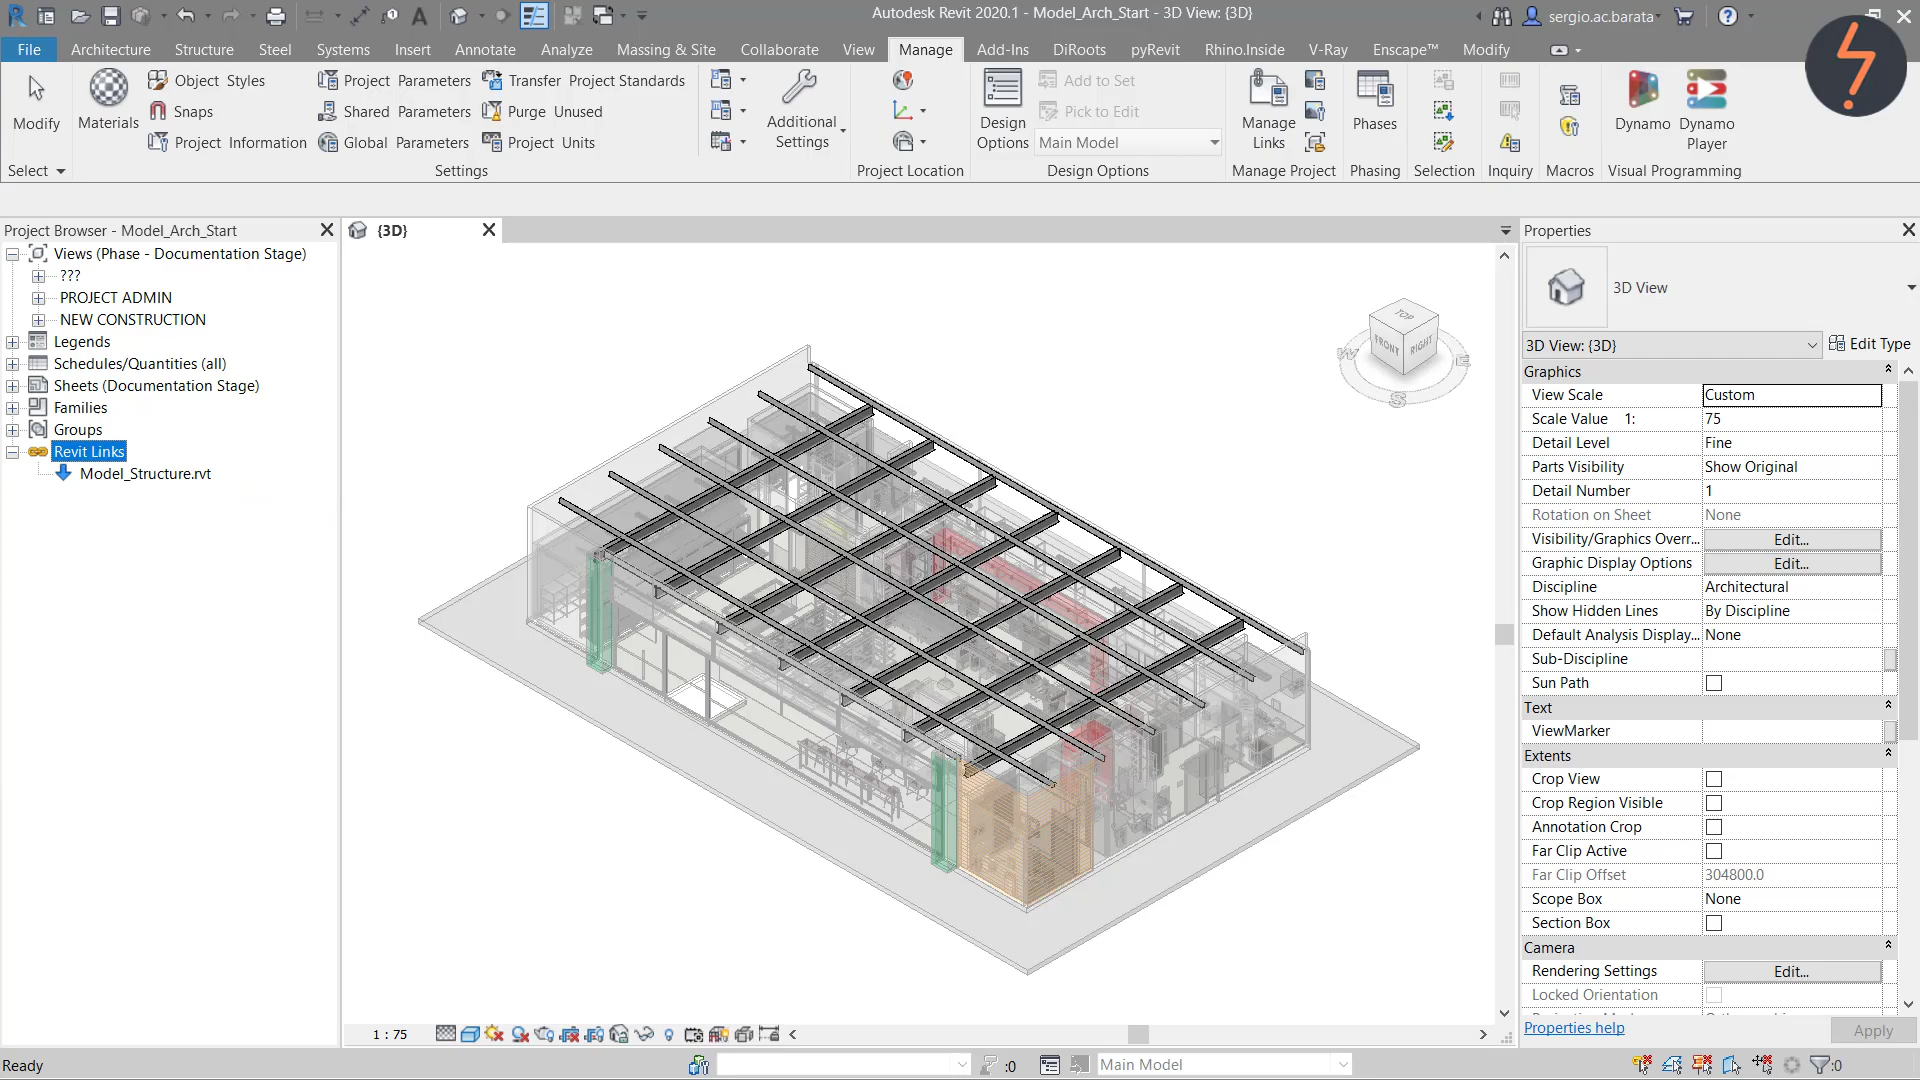 Autodesk Revit 2020.1 - Model_Arch_Start - 3D View: {3D}
sergio.ac.barata
File
Architecture
Structure
Steel
Systems
Insert
Annotate
Analyze
Massing & Site
Collaborate
View
Manage
Add-Ins
DiRoots
pyRevit
Rhino.Inside
V-Ray
Enscape™
Modify
Modify
Select
Materials
Object Styles
Snaps
Project Information
Project Parameters
Shared Parameters
Global Parameters
Transfer Project Standards
Purge Unused
Project Units
Additional
Settings
Settings
Project Location
Design
Options
Add to Set
Pick to Edit
Main Model
Design Options
Manage
Links
Manage Project
Phases
Phasing
Selection
Inquiry
Macros
Dynamo
Dynamo
Player
Visual Programming
Project Browser - Model_Arch_Start
Views (Phase - Documentation Stage)
???
PROJECT ADMIN
NEW CONSTRUCTION
Legends
Schedules/Quantities (all)
Sheets (Documentation Stage)
Families
Groups
Revit Links
Model_Structure.rvt
{3D}
TOP
FRONT
RIGHT
W
E
S
Properties
3D View
3D View: {3D}
Edit Type
Graphics
View Scale
Custom
Scale Value 1:
75
Detail Level
Fine
Parts Visibility
Show Original
Detail Number
1
Rotation on Sheet
None
Visibility/Graphics Overr...
Edit...
Graphic Display Options
Edit...
Discipline
Architectural
Show Hidden Lines
By Discipline
Default Analysis Display...
None
Sub-Discipline
Sun Path
Text
ViewMarker
Extents
Crop View
Crop Region Visible
Annotation Crop
Far Clip Active
Far Clip Offset
304800.0
Scope Box
None
Section Box
Camera
Rendering Settings
Edit...
Locked Orientation
Properties help
Apply
1 : 75
Ready
:0
Main Model
:0